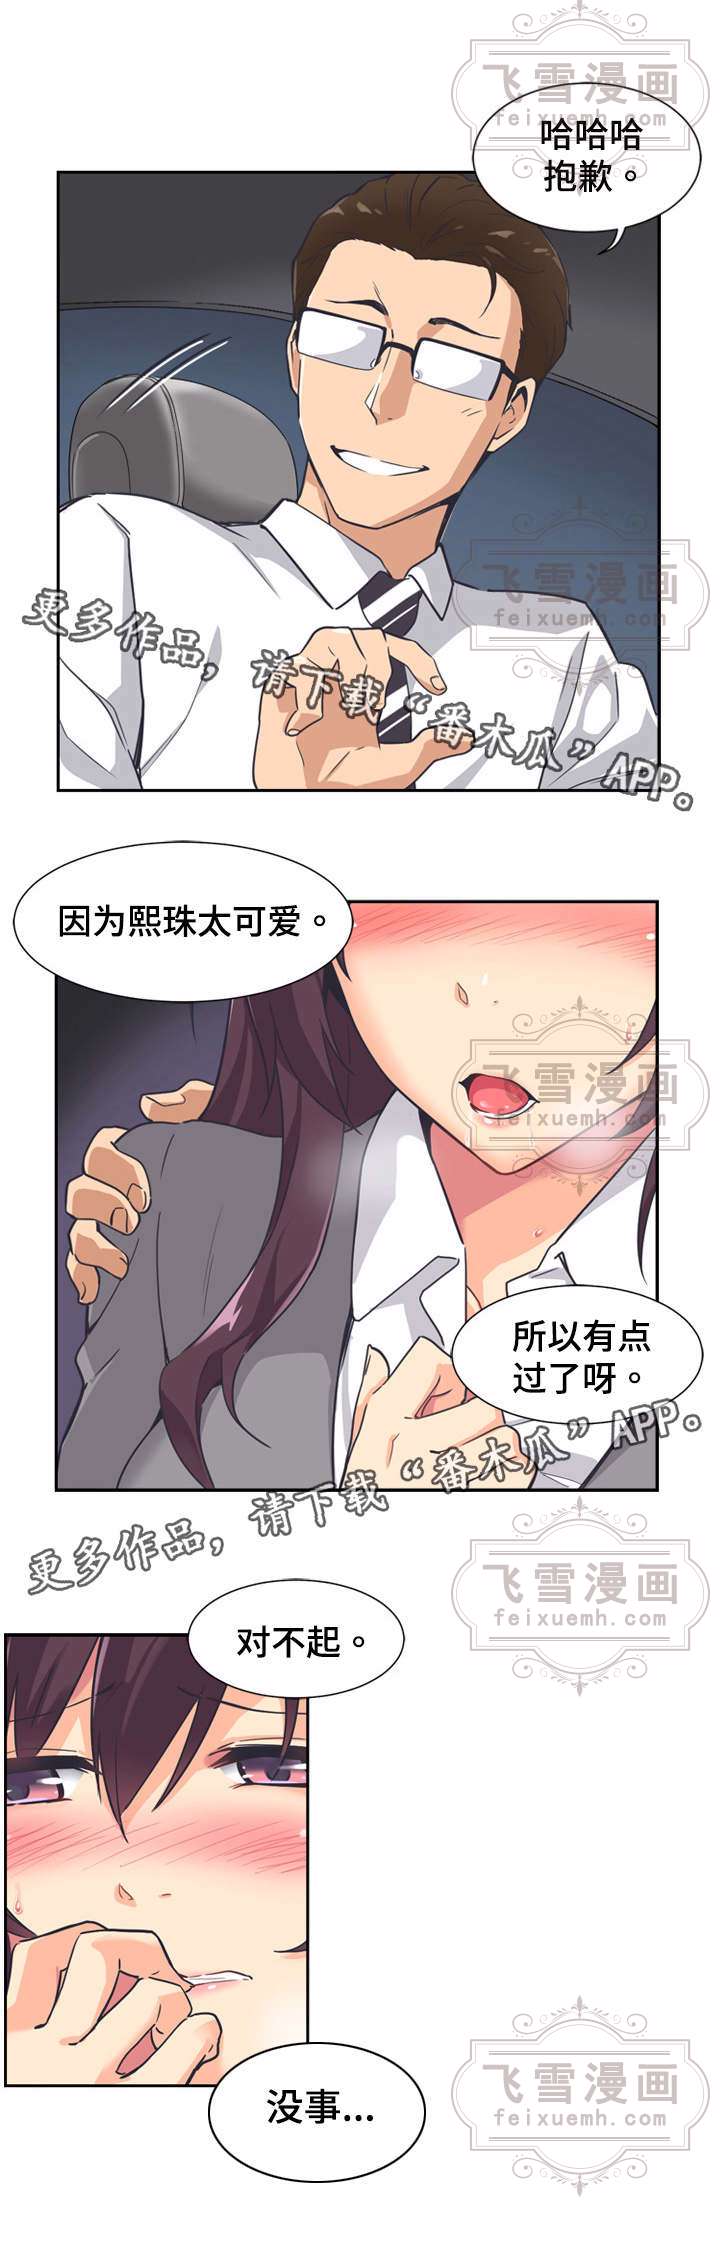 飞雪漫画
feixuemh.com
哈哈哈
抱歉。
飞雪漫画
feixuemh.com
更多作品，请下载“番木瓜”APP。
因为熙珠太可爱。
飞雪漫画
feixuemh.com
所以有点
过了呀。
更多作品，请下载“番木瓜”APP。
飞雪漫画
feixuemh.com
对不起。
没事...
飞雪漫画
feixuemh.com